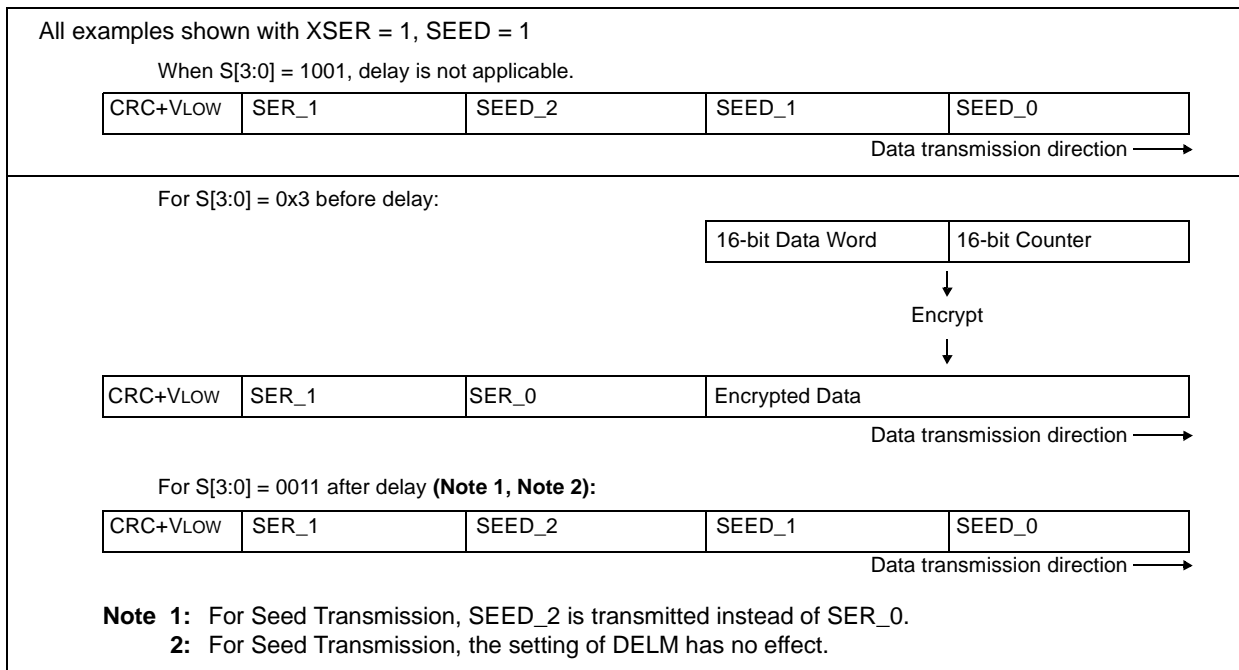 All examples shown with XSER = 1, SEED = 1
When S[3:0] = 1001, delay is not applicable.
CRC+VLOW SER_1 SEED_2 SEED_1 SEED_0
Data transmission direction
For S[3:0] = 0x3 before delay:
16-bit Data Word 16-bit Counter
Encrypt
CRC+VLOW SER_1 SER_0 Encrypted Data
Data transmission direction
For S[3:0] = 0011 after delay (Note 1, Note 2):
CRC+VLOW SER_1 SEED_2 SEED_1 SEED_0
Data transmission direction
Note 1: For Seed Transmission, SEED_2 is transmitted instead of SER_0.
2: For Seed Transmission, the setting of DELM has no effect.